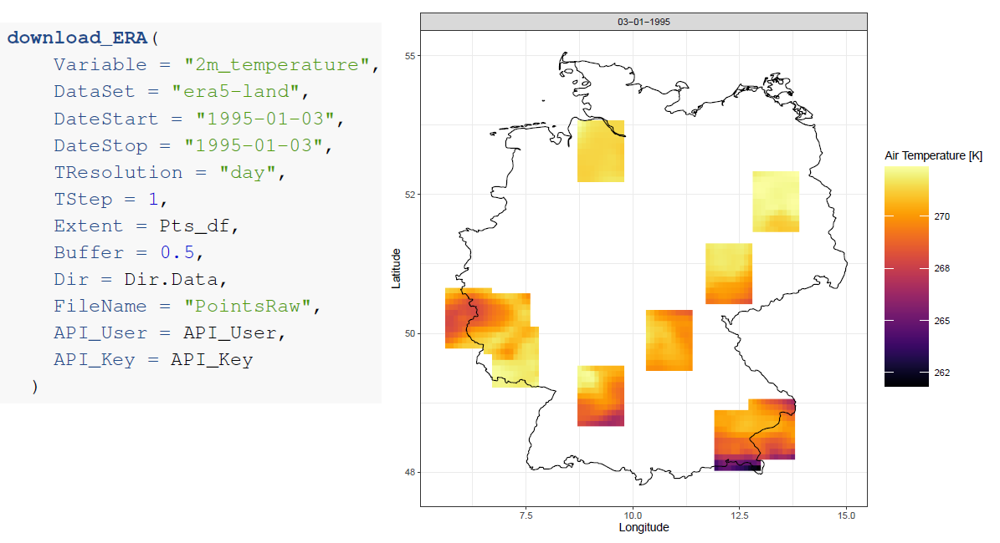 download_ERA(
Variable = "2m_temperature",
DataSet = "era5-land",
DateStart = "1995-01-03",
DateStop = "1995-01-03",
TResolution = "day",
TStep = 1,
Extent = Pts_df,
Buffer = 0.5,
Dir = Dir.Data,
FileName = "PointsRaw",
API_User = API_User,
API_Key = API_Key
)
03-01-1995
55
52
50
48
Latitude
7.5
10.0
12.5
15.0
Longitude
Air Temperature [K]
270
268
265
262